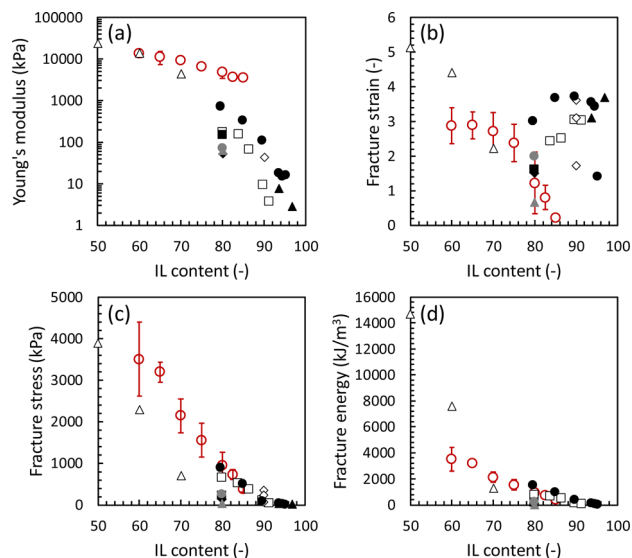 (a)
100000
10000
1000
100
10
1
50 60 70 80 90 100
IL content (-)
Young's modulus (kPa)
(b)
6
5
4
3
2
1
0
50 60 70 80 90 100
IL content (-)
Fracture strain (-)
(c)
5000
4000
3000
2000
1000
0
50 60 70 80 90 100
IL content (-)
Fracture stress (kPa)
(d)
16000
14000
12000
10000
8000
6000
4000
2000
0
50 60 70 80 90 100
IL content (-)
Fracture energy (kJ/m³)